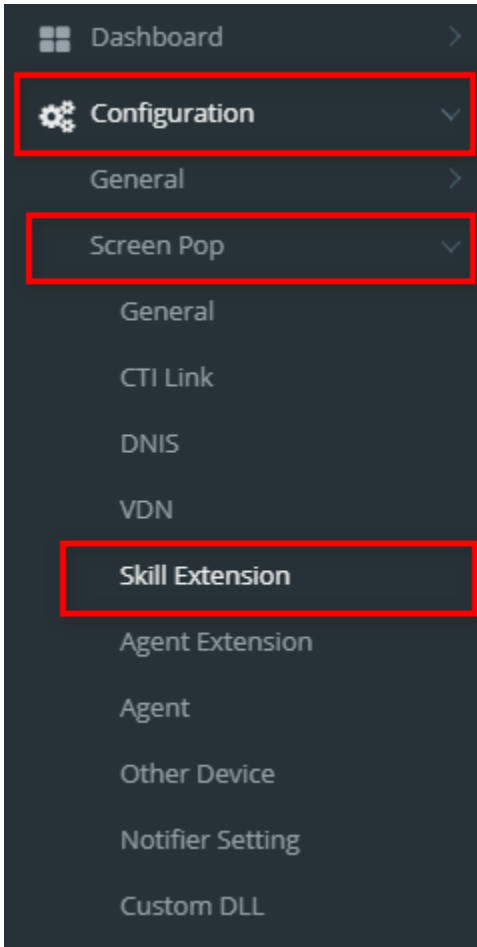 Dashboard
Configuration
General
Screen Pop
General
CTI Link
DNIS
VDN
Skill Extension
Agent Extension
Agent
Other Device
Notifier Setting
Custom DLL